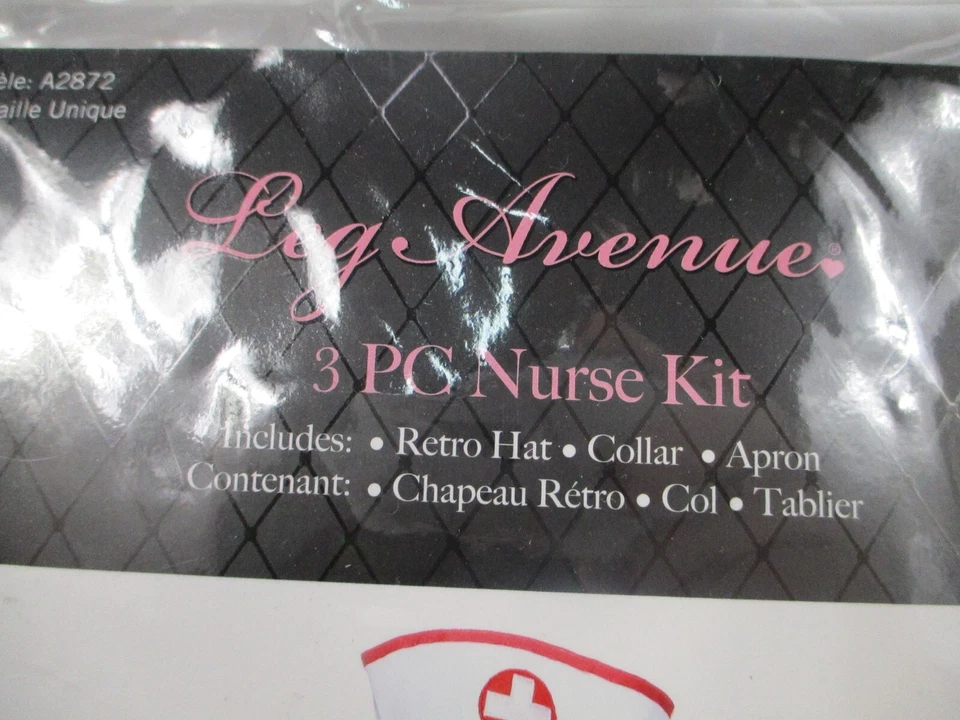 èle: A2872
aille Unique
Leg Avenue®
3 PC Nurse Kit
Includes: • Retro Hat • Collar • Apron
Contenant: • Chapeau Rétro • Col • Tablier